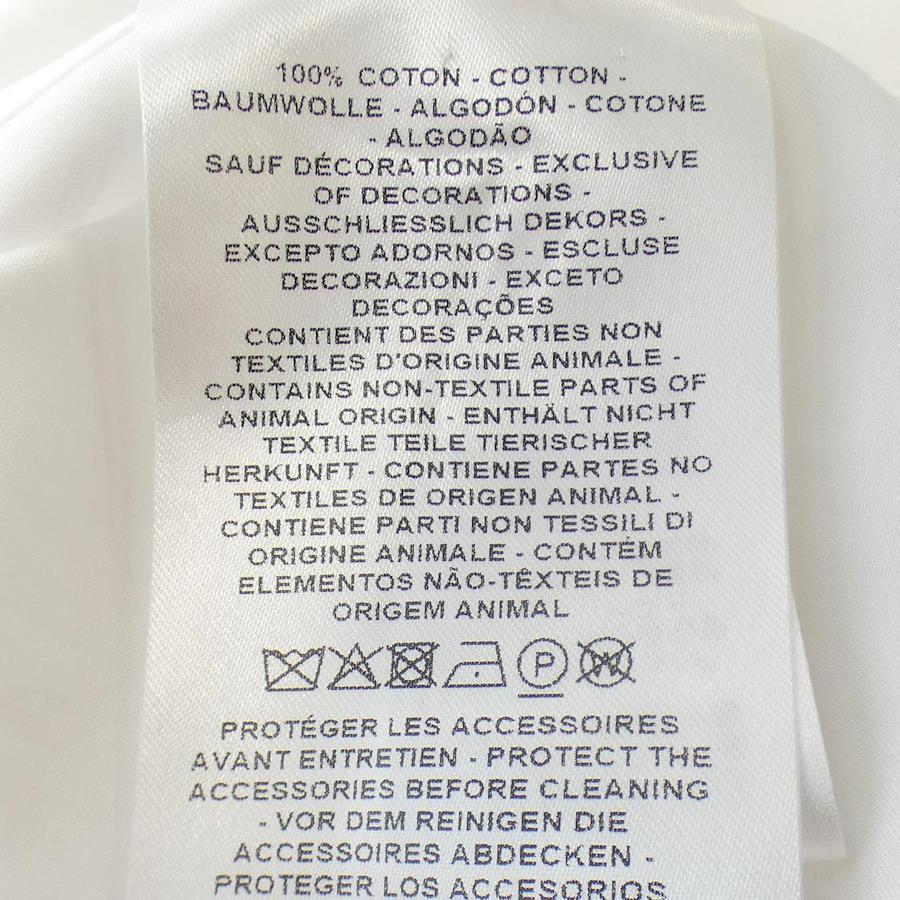 100% COTON - COTTON -
BAUMWOLLE - ALGODÓN - COTONE
- ALGODÃO
SAUF DÉCORATIONS - EXCLUSIVE
OF DECORATIONS -
AUSSCHLIESSLICH DEKORS -
EXCEPTO ADORNOS - ESCLUSE
DECORAZIONI - EXCETO
DECORAÇÕES
CONTIENT DES PARTIES NON
TEXTILES D'ORIGINE ANIMALE -
CONTAINS NON-TEXTILE PARTS OF
ANIMAL ORIGIN - ENTHÄLT NICHT
TEXTILE TEILE TIERISCHER
HERKUNFT - CONTIENE PARTES NO
TEXTILES DE ORIGEN ANIMAL -
CONTIENE PARTI NON TESSILI DI
ORIGINE ANIMALE - CONTÉM
ELEMENTOS NÃO-TÊXTEIS DE
ORIGEM ANIMAL
P W
PROTÉGER LES ACCESSOIRES
AVANT ENTRETIEN - PROTECT THE
ACCESSORIES BEFORE CLEANING
- VOR DEM REINIGEN DIE
ACCESSOIRES ABDECKEN -
PROTEGER LOS ACCESORIOS